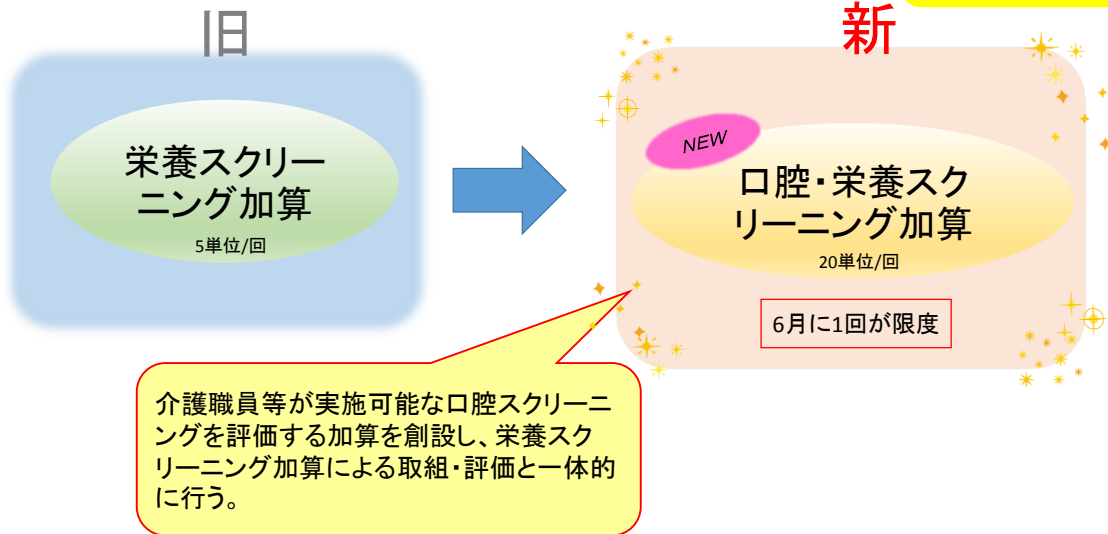 旧
新
栄養スクリー
ニング加算
5単位/回
NEW
口腔・栄養スク
リーニング加算
20単位/回
6月に1回が限度
介護職員等が実施可能な口腔スクリーニ
ングを評価する加算を創設し、栄養スク
リーニング加算による取組・評価と一体的
に行う。